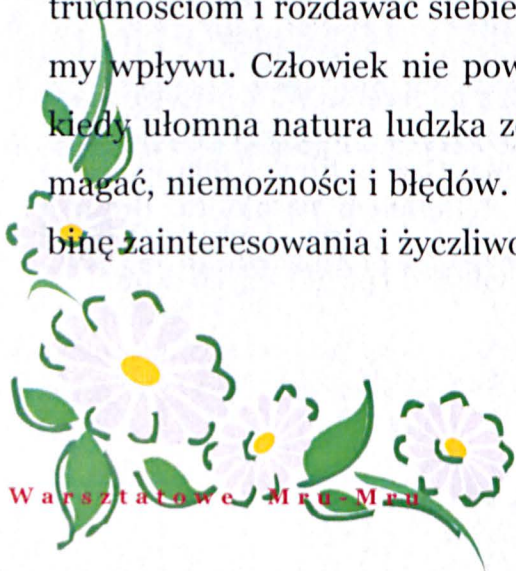 trudnościom i rozdawać siebie
my wpływu. Człowiek nie pow
kiedy ułomna natura ludzka z
magać, niemożności i błędów.
binę zainteresowania i życzliwo
Warsztatowe Mru-Mru